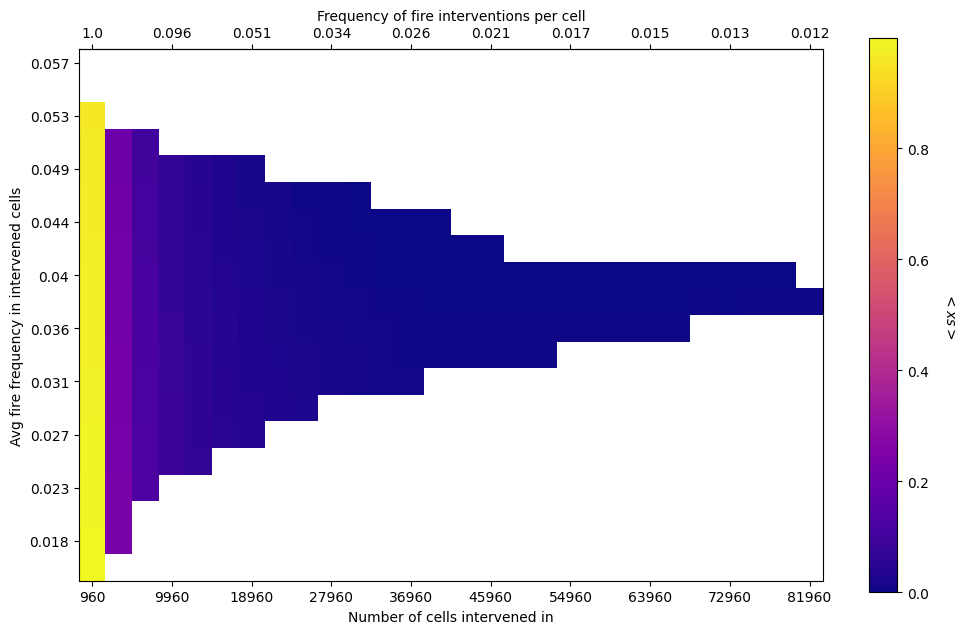 Frequency of fire interventions per cell
1.0 0.096 0.051 0.034 0.026 0.021 0.017 0.015 0.013 0.012
0.057
0.053
0.049
0.044
0.04
0.036
0.031
0.027
0.023
0.018
Avg fire frequency in intervened cells
960 9960 18960 27960 36960 45960 54960 63960 72960 81960
Number of cells intervened in
0.8
0.6
0.4
0.2
0.0
< xs >